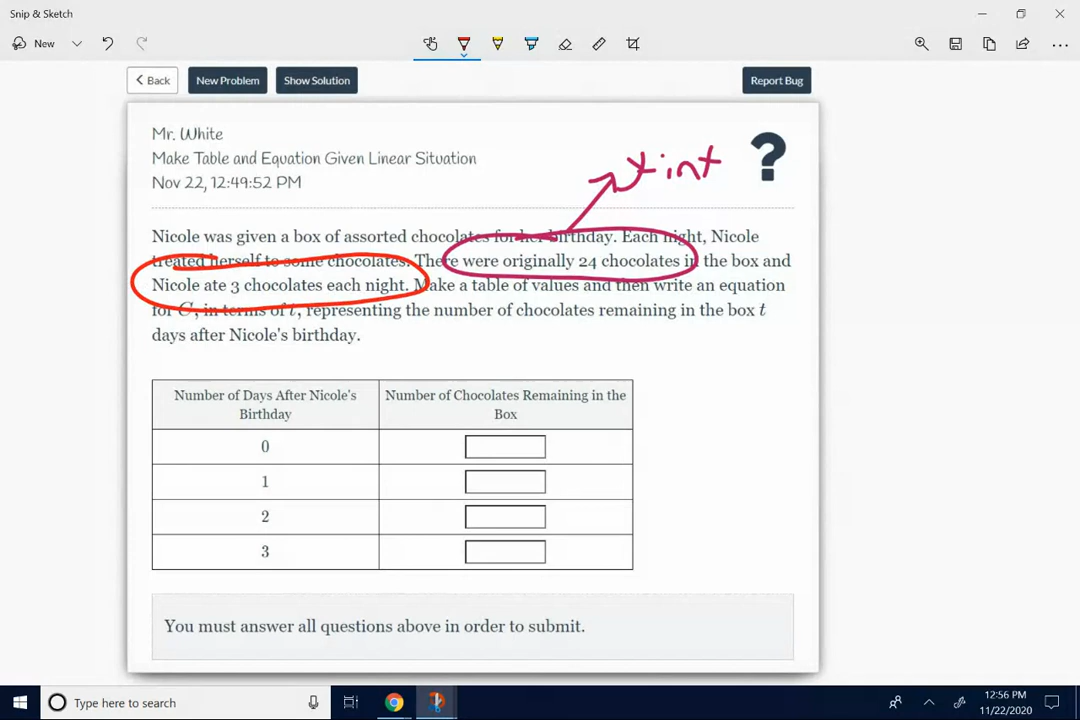 Snip & Sketch
New
Back
New Problem
Show Solution
Report Bug
Mr. White
Make Table and Equation Given Linear Situation
Nov 22, 12:49:52 PM
?
y int
Nicole was given a box of assorted chocolates for her birthday. Each night, Nicole
treated herself to some chocolates. There were originally 24 chocolates in the box and
Nicole ate 3 chocolates each night. Make a table of values and then write an equation
for C, in terms of t, representing the number of chocolates remaining in the box t
days after Nicole's birthday.
Number of Days After Nicole's Birthday
Number of Chocolates Remaining in the Box
0
1
2
3
You must answer all questions above in order to submit.
Type here to search
12:56 PM
11/22/2020